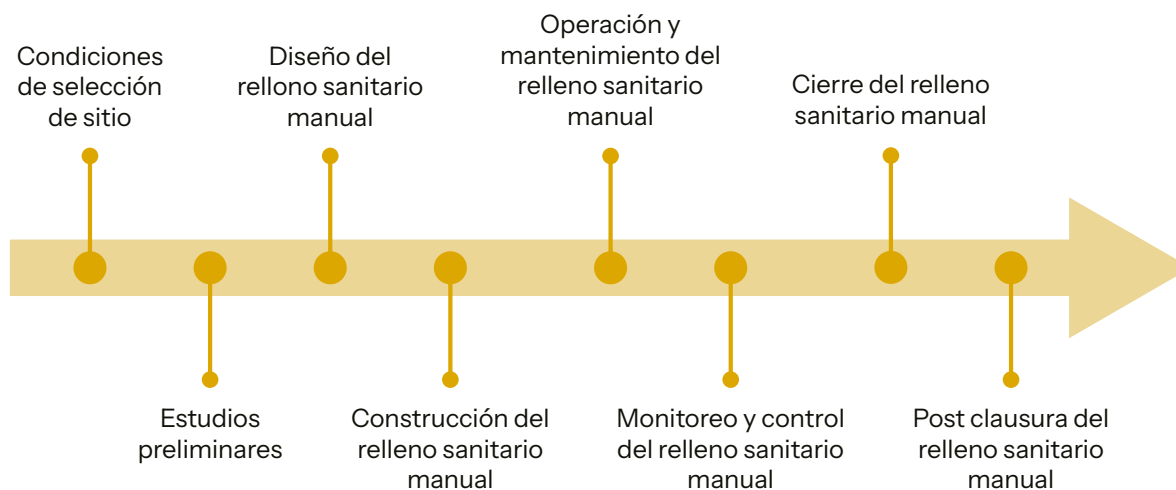 Condiciones
de selección
de sitio
Estudios
preliminares
Diseño del
rellono sanitario
manual
Construcción del
relleno sanitario
manual
Operación y
mantenimiento del
relleno sanitario
manual
Monitoreo y control
del relleno sanitario
manual
Cierre del relleno
sanitario manual
Post clausura del
relleno sanitario
manual